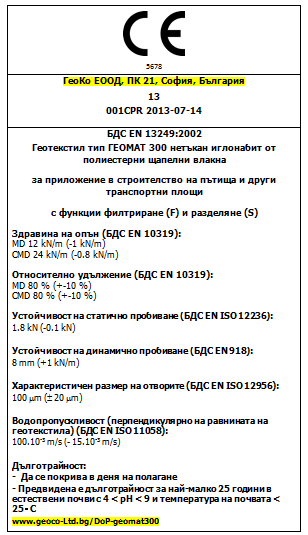 CE
5678
ГеоКо ЕООД, ПК 21, София, България
13
001CPR 2013-07-14
БДС EN 13249:2002
Геотекстил тип ГЕОМАТ 300 нетъкан иглонабит от
полиестерни щапелни влакна
за приложение в строителство на пътища и други
транспортни площи
с функции филтриране (F) и разделяне (S)
Здравина на опън (БДС EN 10319):
MD 12 kN/m (-1 kN/m)
CMD 24 kN/m (-0.8 kN/m)
Относително удължение (БДС EN 10319):
MD 80 % (+-10 %)
CMD 80 % (+-10 %)
Устойчивост на статично пробиване (БДС EN ISO 12236):
1.8 kN (-0.1 kN)
Устойчивост на динамично пробиване (БДС EN 918):
8 mm (+1 kN/m)
Характеристичен размер на отворите (БДС EN ISO 12956):
100 µm (± 20 µm)
Водопропускливост (перпендикулярно на равнината на
геотекстила) (БДС EN ISO 11058):
100.10⁻³ m/s (- 15.10⁻³ m/s)
Дълготрайност:
- Да се покрива в деня на полагане
- Предвидена е дълготрайност за най-малко 25 години в
естествени почви с 4 < pH < 9 и температура на почвата <
25° C
www.geoco-Ltd.bg/DoP-geomat300